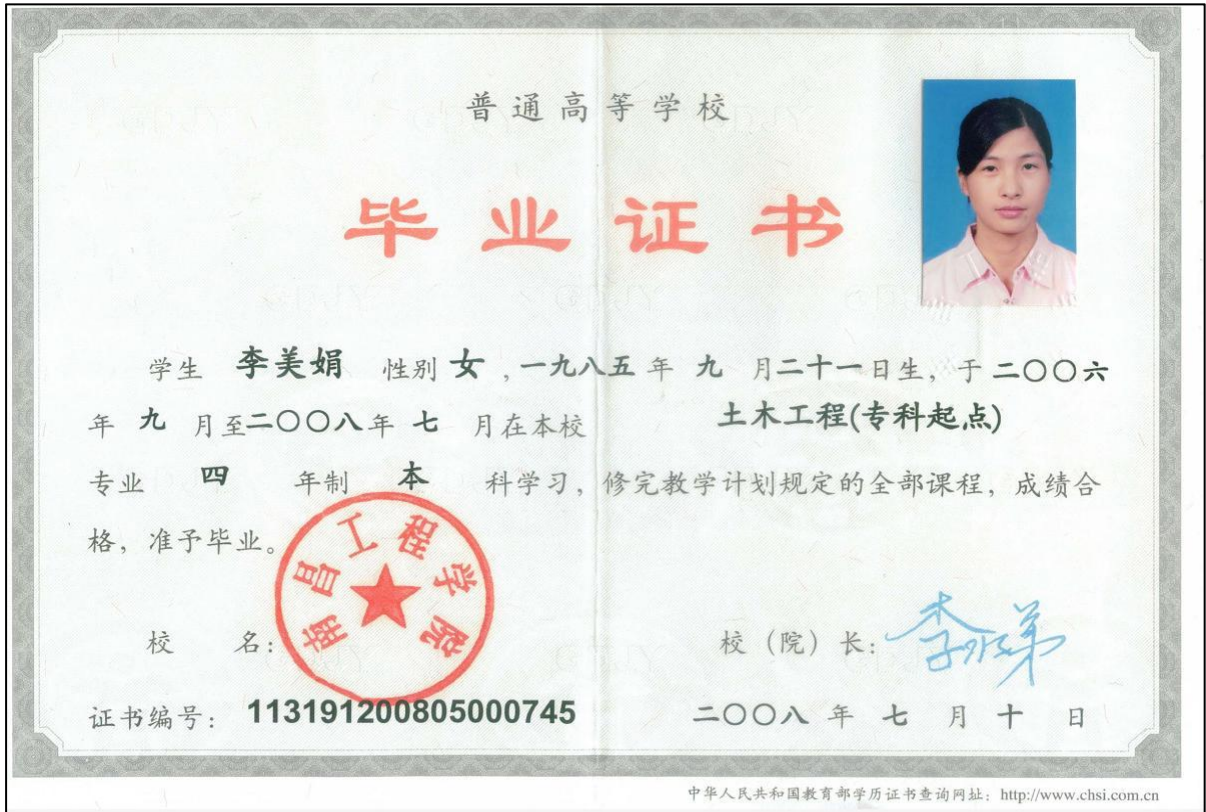 普通高等学校
毕业证书
学生 李美娟 性别 女,一九八五年 九 月二十一日生,于二〇〇六
年 九 月至二〇〇八年 七 月在本校 土木工程(专科起点)
专业 四 年制 本 科学习,修完教学计划规定的全部课程,成绩合
格,准予毕业。
南昌工程学院
校 名: 校(院)长:
证书编号: 113191200805000745 二〇〇八 年 七 月 十 日
中华人民共和国教育部学历证书查询网址:http://www.chsi.com.cn